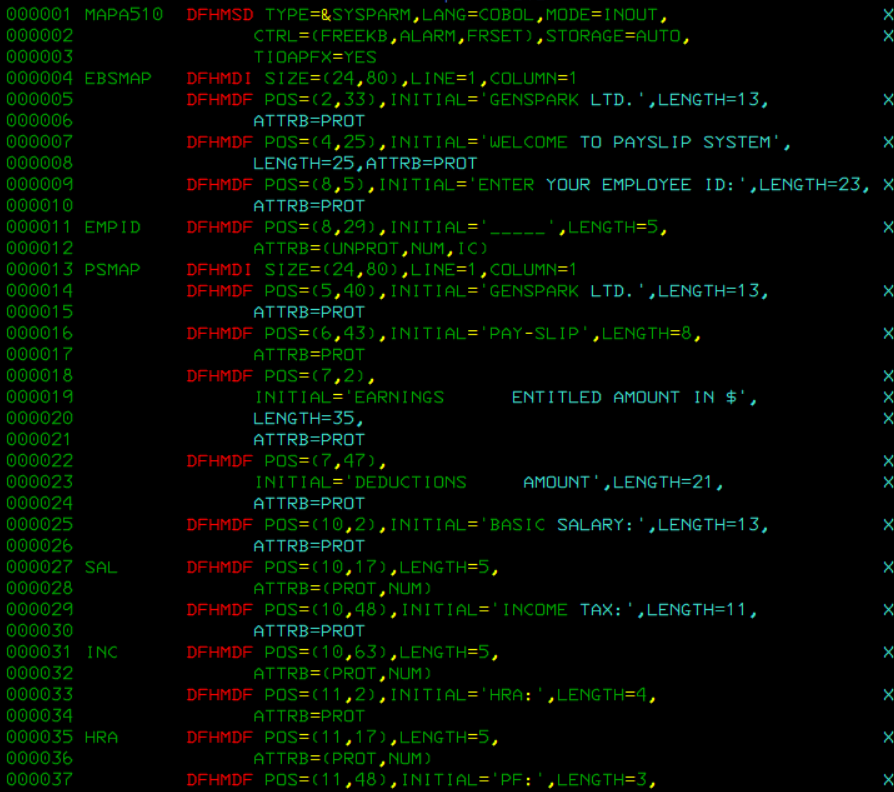 000001 MAPA510  DFHMSD TYPE=&SYSPARM,LANG=COBOL,MODE=INOUT,                    X
000002                CTRL=(FREEKB,ALARM,FRSET),STORAGE=AUTO,                  X
000003                TIOAPFX=YES
000004 EBSMAP   DFHMDI SIZE=(24,80),LINE=1,COLUMN=1
000005          DFHMDF POS=(2,33),INITIAL='GENSPARK LTD.',LENGTH=13,           X
000006                ATTRB=PROT
000007          DFHMDF POS=(4,25),INITIAL='WELCOME TO PAYSLIP SYSTEM',         X
000008                LENGTH=25,ATTRB=PROT
000009          DFHMDF POS=(8,5),INITIAL='ENTER YOUR EMPLOYEE ID:',LENGTH=23,  X
000010                ATTRB=PROT
000011 EMPID    DFHMDF POS=(8,29),INITIAL='_____',LENGTH=5,                    X
000012                ATTRB=(UNPROT,NUM,IC)
000013 PSMAP    DFHMDI SIZE=(24,80),LINE=1,COLUMN=1
000014          DFHMDF POS=(5,40),INITIAL='GENSPARK LTD.',LENGTH=13,           X
000015                ATTRB=PROT
000016          DFHMDF POS=(6,43),INITIAL='PAY-SLIP',LENGTH=8,                 X
000017                ATTRB=PROT
000018          DFHMDF POS=(7,2),                                              X
000019                INITIAL='EARNINGS      ENTITLED AMOUNT IN $',            X
000020                LENGTH=35,                                               X
000021                ATTRB=PROT
000022          DFHMDF POS=(7,47),                                             X
000023                INITIAL='DEDUCTIONS     AMOUNT',LENGTH=21,               X
000024                ATTRB=PROT
000025          DFHMDF POS=(10,2),INITIAL='BASIC SALARY:',LENGTH=13,           X
000026                ATTRB=PROT
000027 SAL      DFHMDF POS=(10,17),LENGTH=5,                                   X
000028                ATTRB=(PROT,NUM)
000029          DFHMDF POS=(10,48),INITIAL='INCOME TAX:',LENGTH=11,            X
000030                ATTRB=PROT
000031 INC      DFHMDF POS=(10,63),LENGTH=5,                                   X
000032                ATTRB=(PROT,NUM)
000033          DFHMDF POS=(11,2),INITIAL='HRA:',LENGTH=4,                     X
000034                ATTRB=PROT
000035 HRA      DFHMDF POS=(11,17),LENGTH=5,                                   X
000036                ATTRB=(PROT,NUM)
000037          DFHMDF POS=(11,48),INITIAL='PF:',LENGTH=3,                     X